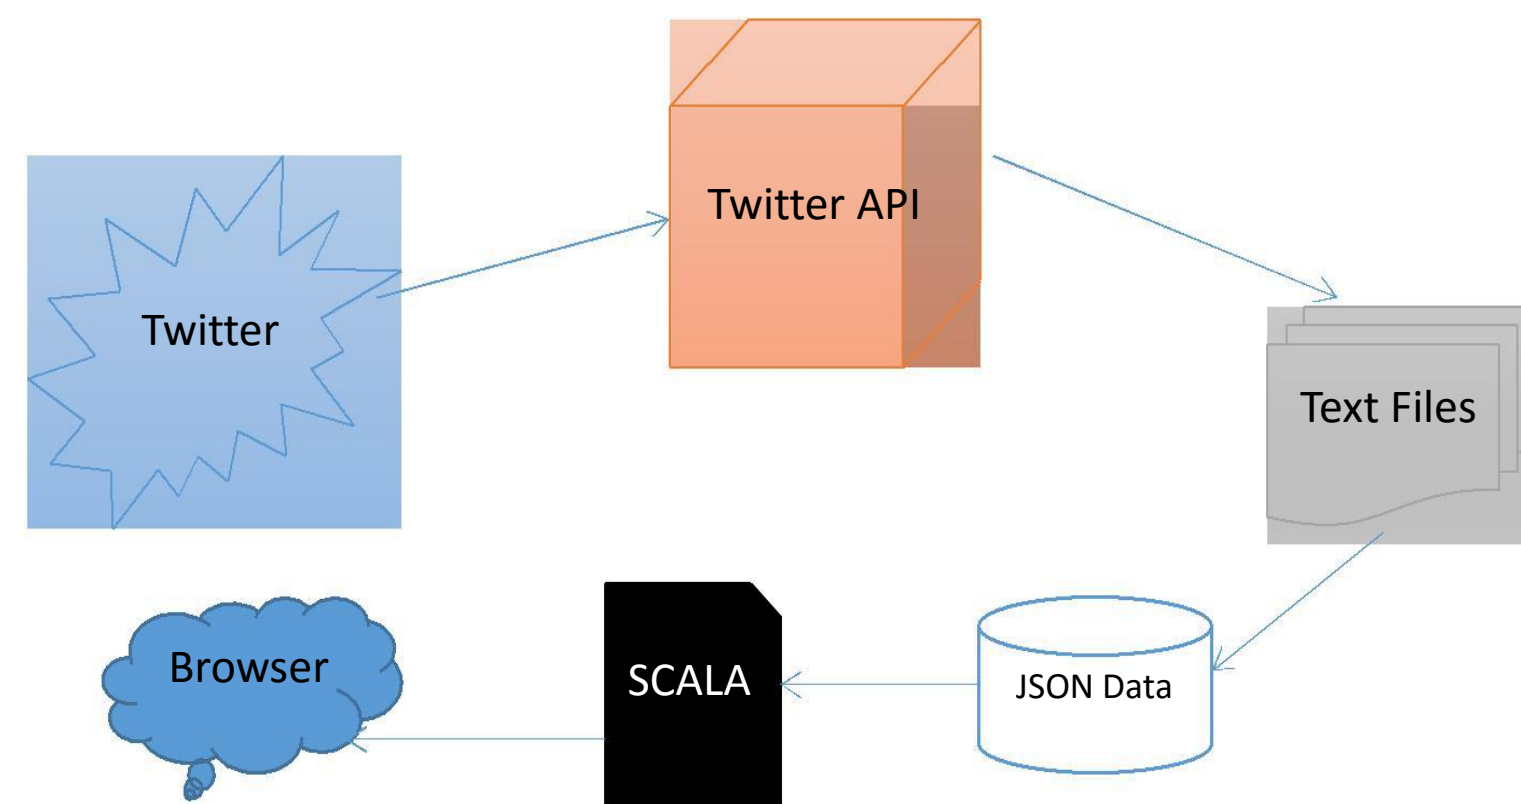 Twitter API
Twitter
Text Files
Browser
SCALA
JSON Data